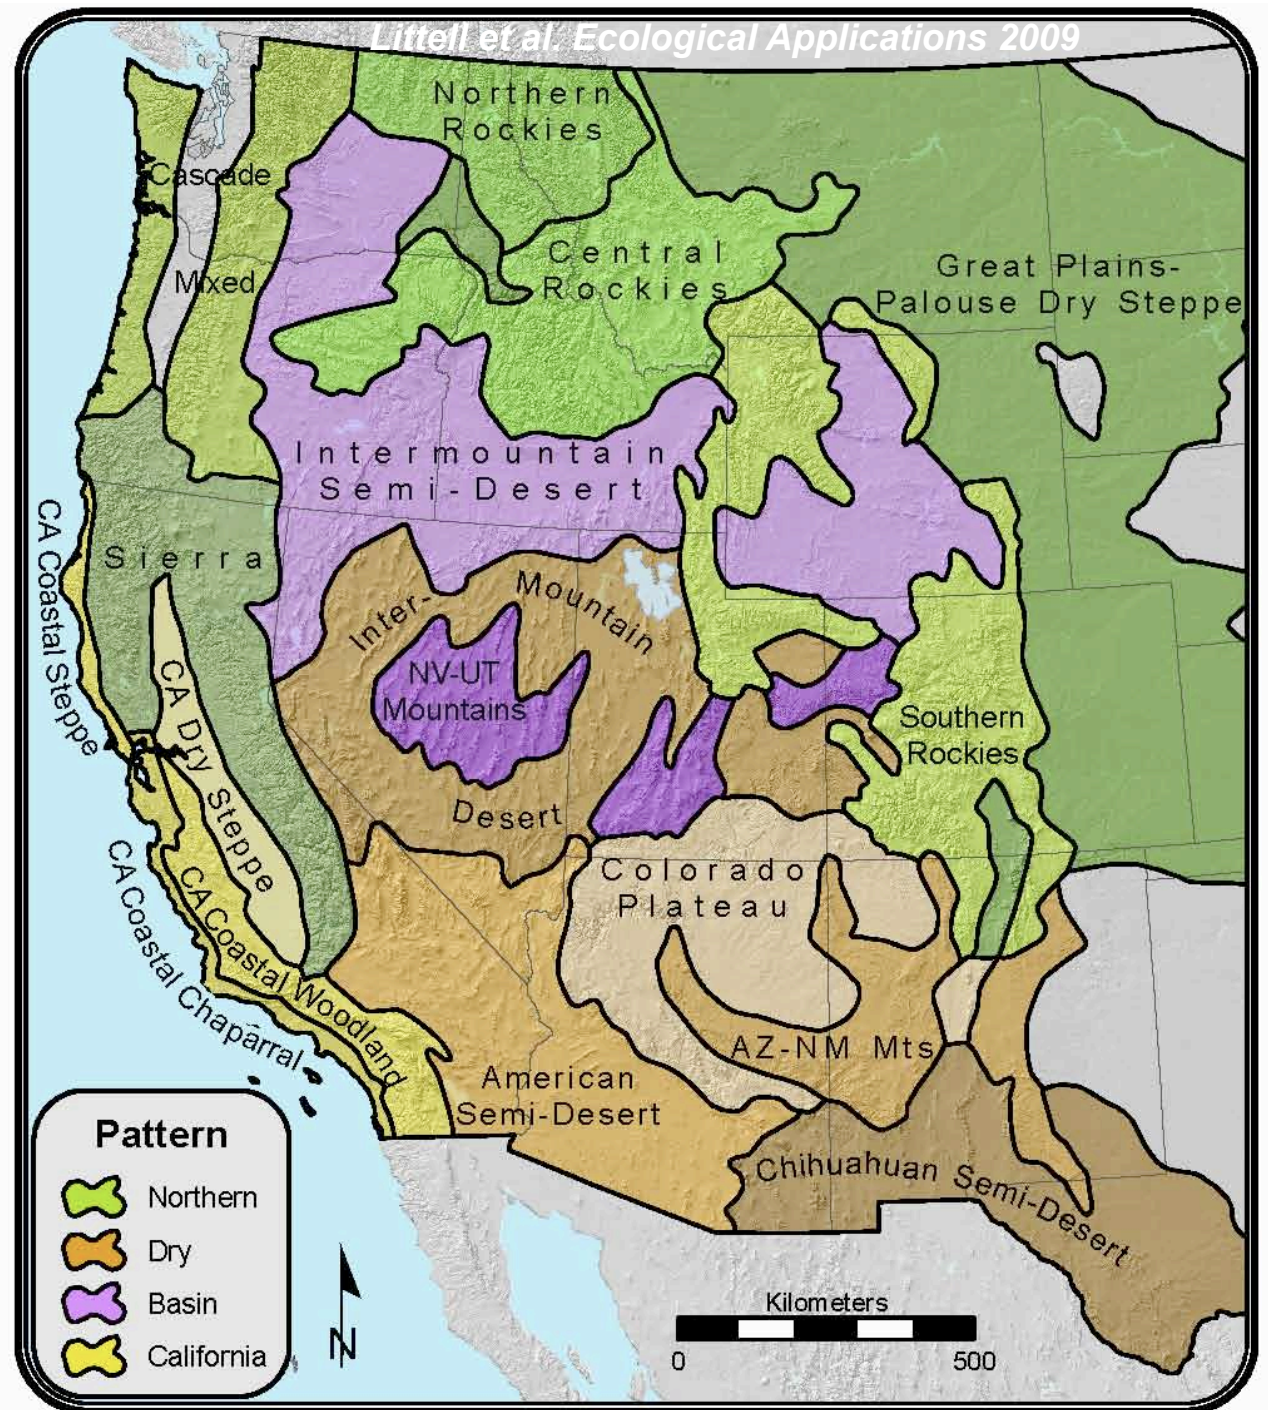 Littell et al. Ecological Applications 2009
Northern
Rockies
Cascade
Mixed
Central
Rockies
Great Plains-
Palouse Dry Steppe
Intermountain
Semi-Desert
Sierra
CA Coastal Steppe
Inter-
Mountain
NV-UT
Mountains
Desert
CA Dry Steppe
Southern
Rockies
Colorado
Plateau
CA Coastal Woodland
CA Coastal Chaparral
AZ-NM Mts
American
Semi-Desert
Chihuahuan Semi-Desert
Pattern
Northern
Dry
Basin
California
N
Kilometers
0 500